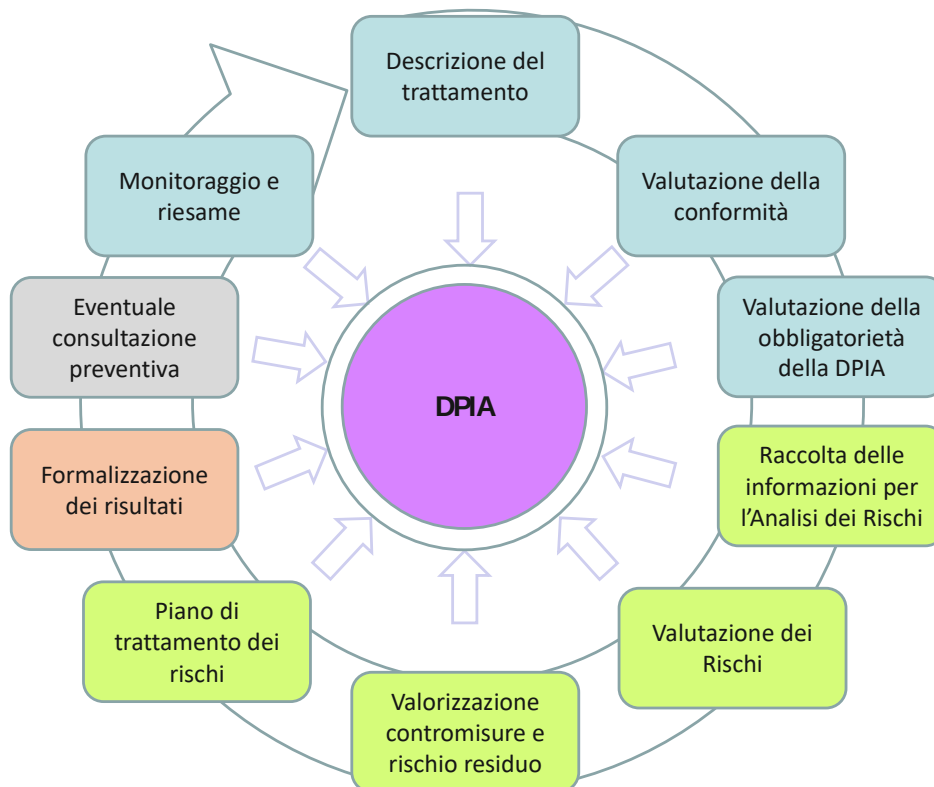 Descrizione del
trattamento
Valutazione della
conformità
Valutazione della
obbligatorietà
della DPIA
Raccolta delle
informazioni per
l’Analisi dei Rischi
Valutazione dei
Rischi
Valorizzazione
contromisure e
rischio residuo
Piano di
trattamento dei
rischi
Formalizzazione
dei risultati
Eventuale
consultazione
preventiva
Monitoraggio e
riesame
DPIA